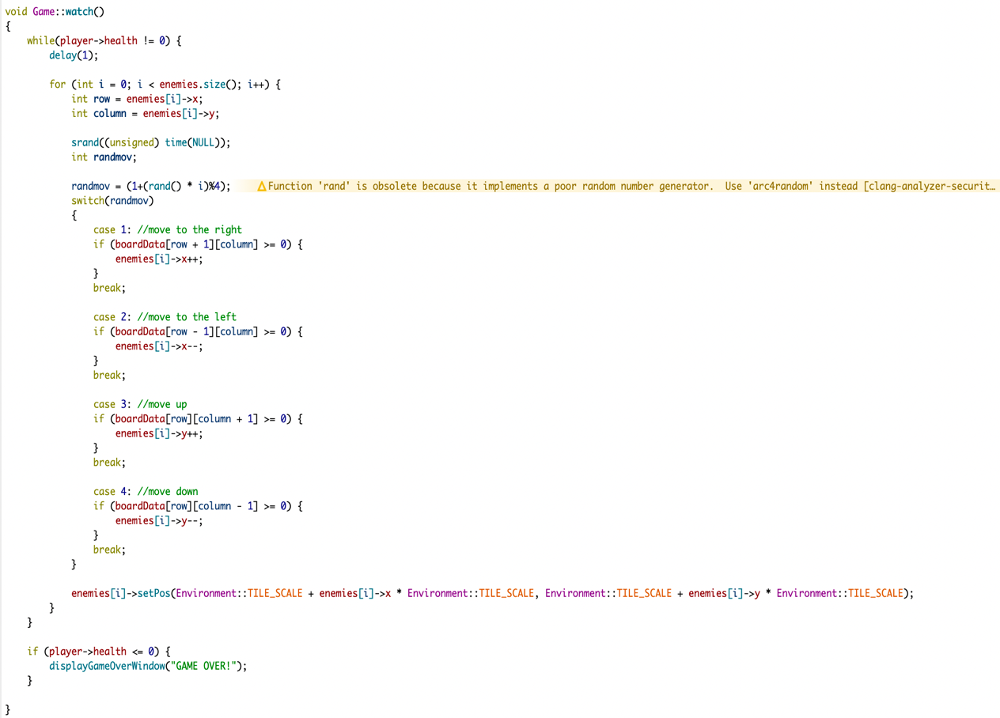 void Game::watch()
{
    while(player->health != 0) {
        delay(1);

        for (int i = 0; i < enemies.size(); i++) {
            int row = enemies[i]->x;
            int column = enemies[i]->y;

            srand((unsigned) time(NULL));
            int randmov;

            randmov = (1+(rand() * i)%4);     ⚠Function 'rand' is obsolete because it implements a poor random number generator.  Use 'arc4random' instead [clang-analyzer-securit…
            switch(randmov)
            {
                case 1: //move to the right
                if (boardData[row + 1][column] >= 0) {
                    enemies[i]->x++;
                }
                break;

                case 2: //move to the left
                if (boardData[row - 1][column] >= 0) {
                    enemies[i]->x--;
                }
                break;

                case 3: //move up
                if (boardData[row][column + 1] >= 0) {
                    enemies[i]->y++;
                }
                break;

                case 4: //move down
                if (boardData[row][column - 1] >= 0) {
                    enemies[i]->y--;
                }
                break;
            }

            enemies[i]->setPos(Environment::TILE_SCALE + enemies[i]->x * Environment::TILE_SCALE, Environment::TILE_SCALE + enemies[i]->y * Environment::TILE_SCALE);
        }
    }

    if (player->health <= 0) {
        displayGameOverWindow("GAME OVER!");
    }

}